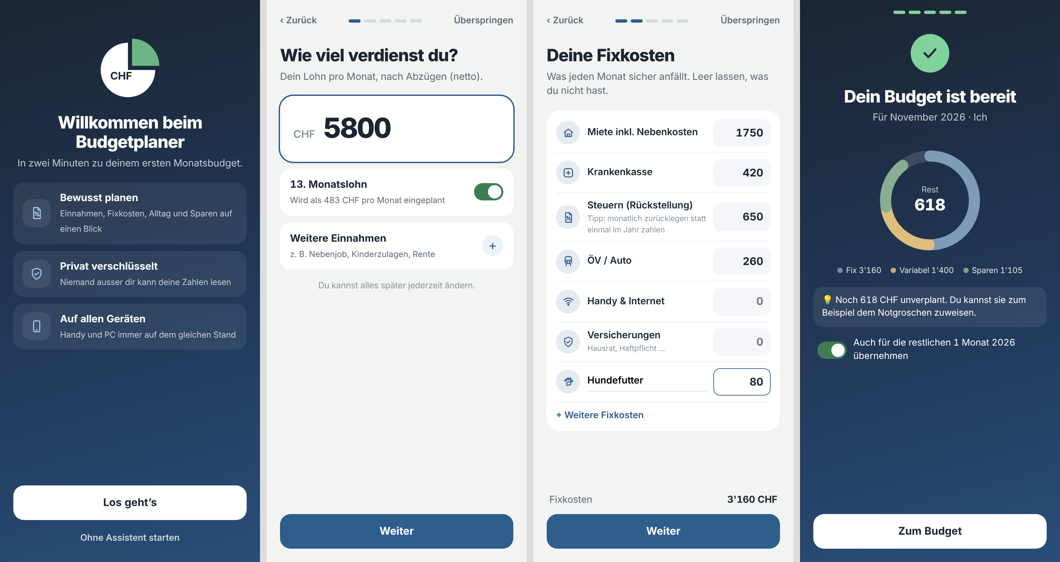 CHF
Willkommen beim
Budgetplaner
In zwei Minuten zu deinem ersten Monatsbudget.
Bewusst planen
Einnahmen, Fixkosten, Alltag und Sparen auf
einen Blick
Privat verschlüsselt
Niemand ausser dir kann deine Zahlen lesen
Auf allen Geräten
Handy und PC immer auf dem gleichen Stand
Los geht's
Ohne Assistent starten
‹ Zurück
Überspringen
Wie viel verdienst du?
Dein Lohn pro Monat, nach Abzügen (netto).
CHF 5800
13. Monatslohn
Wird als 483 CHF pro Monat eingeplant
Weitere Einnahmen
z. B. Nebenjob, Kinderzulagen, Rente
+
Du kannst alles später jederzeit ändern.
Weiter
‹ Zurück
Überspringen
Deine Fixkosten
Was jeden Monat sicher anfällt. Leer lassen, was
du nicht hast.
Miete inkl. Nebenkosten 1750
Krankenkasse 420
Steuern (Rückstellung) 650
Tipp: monatlich zurücklegen statt
einmal im Jahr zahlen
ÖV / Auto 260
Handy & Internet 0
Versicherungen 0
Hausrat, Haftpflicht ...
Hundefutter 80
+ Weitere Fixkosten
Fixkosten 3'160 CHF
Weiter
Dein Budget ist bereit
Für November 2026 · Ich
Rest
618
Fix 3'160 Variabel 1'400 Sparen 1'105
💡 Noch 618 CHF unverplant. Du kannst sie zum
Beispiel dem Notgroschen zuweisen.
Auch für die restlichen 1 Monat 2026
übernehmen
Zum Budget